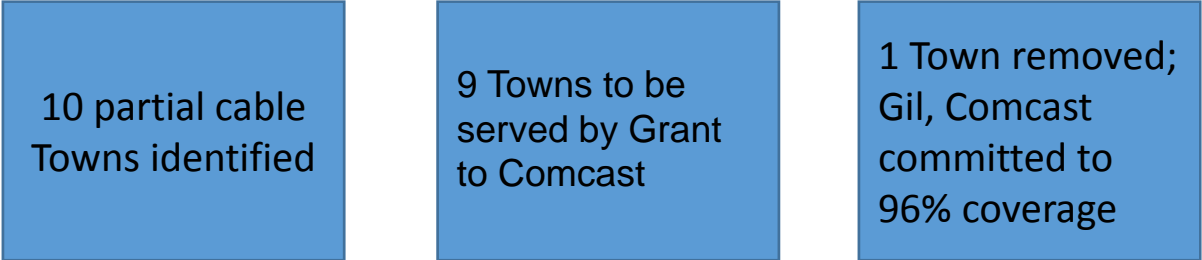 10 partial cable
Towns identified
9 Towns to be
served by Grant
to Comcast
1 Town removed;
Gil, Comcast
committed to
96% coverage